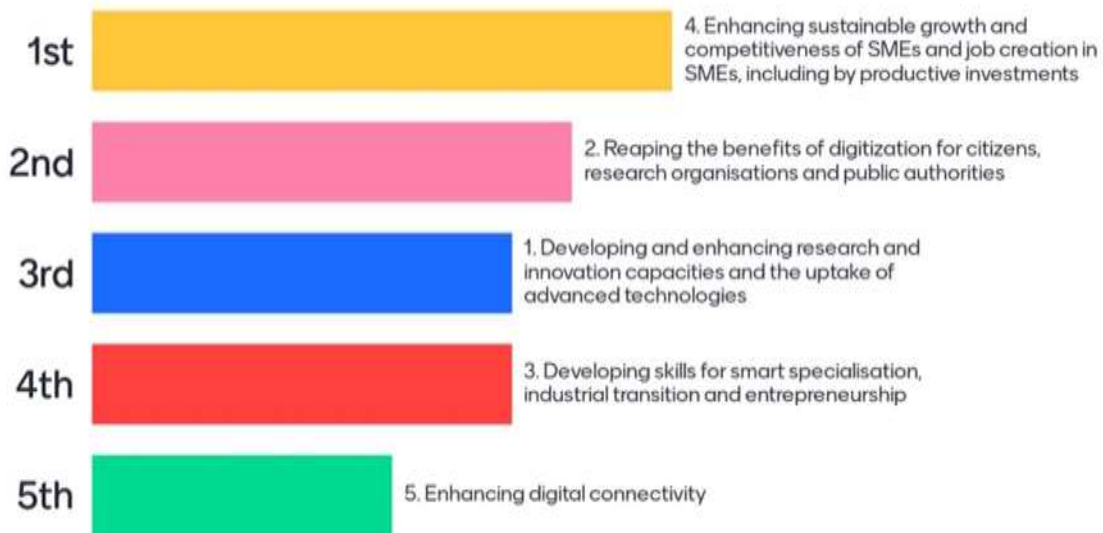 1st
4. Enhancing sustainable growth and
competitiveness of SMEs and job creation in
SMEs, including by productive investments
2nd
2. Reaping the benefits of digitization for citizens,
research organisations and public authorities
3rd
1. Developing and enhancing research and
innovation capacities and the uptake of
advanced technologies
4th
3. Developing skills for smart specialisation,
industrial transition and entrepreneurship
5th
5. Enhancing digital connectivity